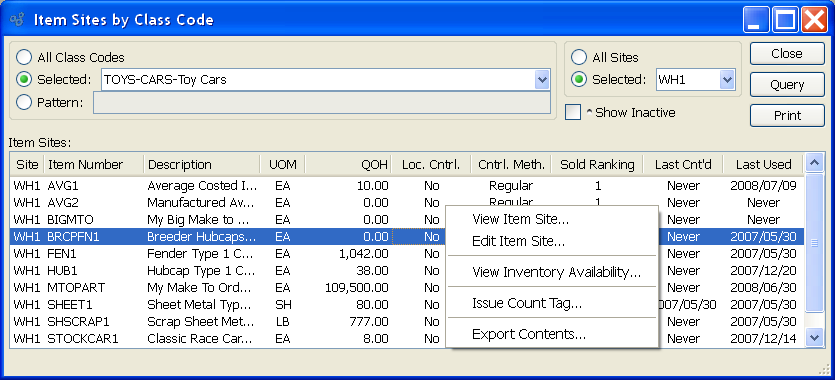 Item Sites by Class Code
All Class Codes
Selected: TOYS-CARS-Toy Cars
Pattern:
All Sites
Selected: WH1
^ Show Inactive
Close
Query
Print
Item Sites:
Site Item Number Description UOM QOH Loc. Cntrl. Cntrl. Meth. Sold Ranking Last Cnt'd Last Used
WH1 AVG1 Average Costed I... EA 10.00 No Regular 1 Never 2008/07/09
WH1 AVG2 Manufactured Av... EA 0.00 No Regular 1 Never Never
WH1 BIGMTO My Big Make to ... EA 0.00 No Never Never
WH1 BRCPFN1 Breeder Hubcaps... EA 0.00 No Never 2007/05/30
WH1 FEN1 Fender Type 1 C... EA 1,042.00 No Never 2007/05/30
WH1 HUB1 Hubcap Type 1 C... EA 38.00 No Never 2007/12/20
WH1 MTOPART My Make To Ord... EA 109,500.00 No Never 2008/06/30
WH1 SHEET1 Sheet Metal Typ... SH 80.00 No 007/05/30 2007/05/30
WH1 SHSCRAP1 Scrap Sheet Met... LB 777.00 No Never 2007/05/30
WH1 STOCKCAR1 Classic Race Car... EA 8.00 No Never 2007/12/14
View Item Site...
Edit Item Site...
View Inventory Availability...
Issue Count Tag...
Export Contents...